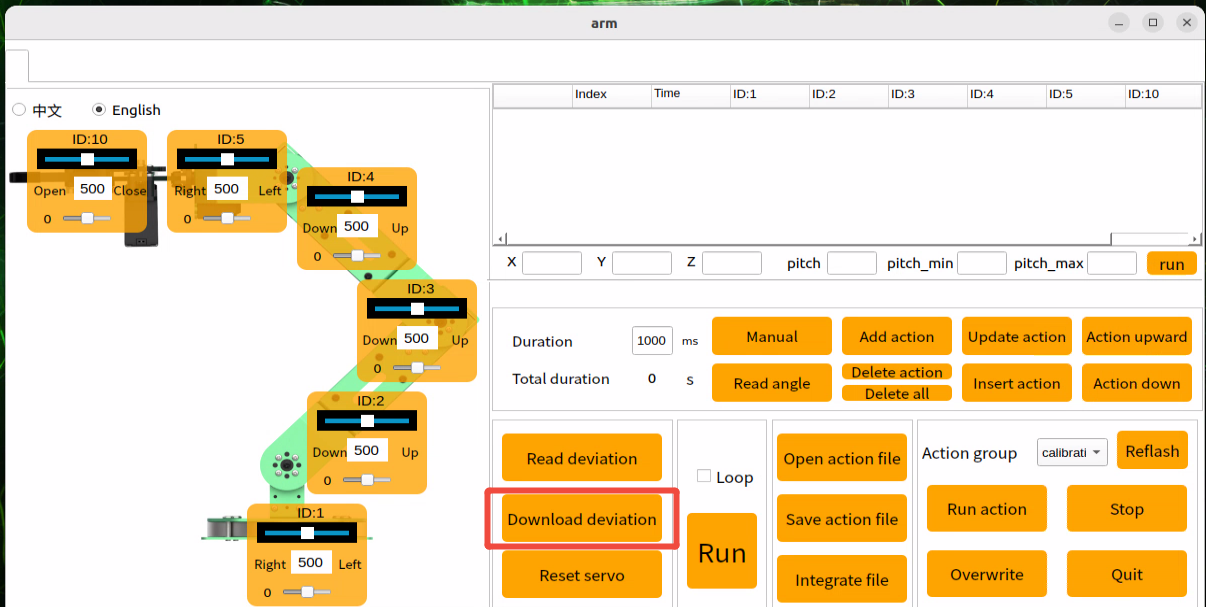 arm
中文 English
Index Time ID:1 ID:2 ID:3 ID:4 ID:5 ID:10
ID:10
Open 500 Close
0
ID:5
Right 500 Left
0
ID:4
Down 500 Up
0
ID:3
Down 500 Up
0
ID:2
Down 500 Up
0
ID:1
Right 500 Left
0
X Y Z pitch pitch_min pitch_max run
Duration 1000 ms
Total duration 0 s
Manual Add action Update action Action upward
Read angle Delete action Insert action Action down
Delete all
Read deviation
Download deviation
Reset servo
Loop
Run
Open action file
Save action file
Integrate file
Action group calibrati Reflash
Run action Stop
Overwrite Quit